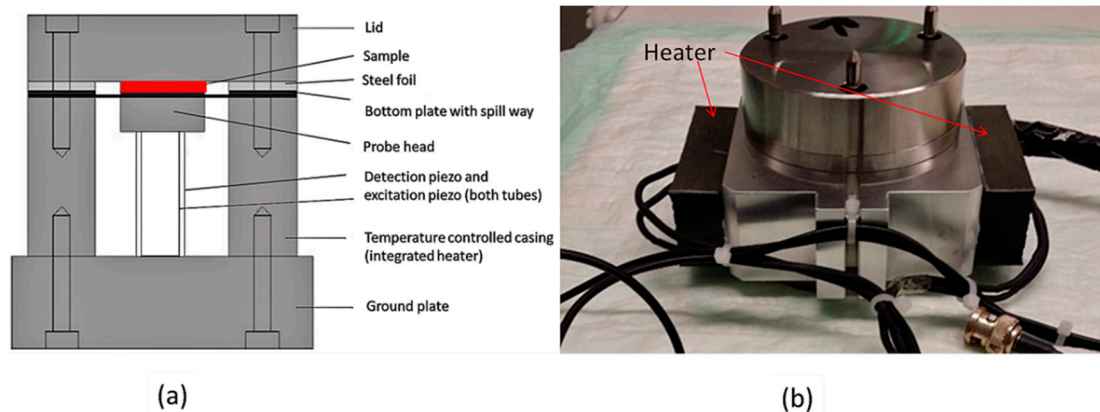 Lid
Sample
Steel foil
Bottom plate with spill way
Probe head
Detection piezo and
excitation piezo (both tubes)
Temperature controlled casing
(integrated heater)
Ground plate
Heater
(a)
(b)